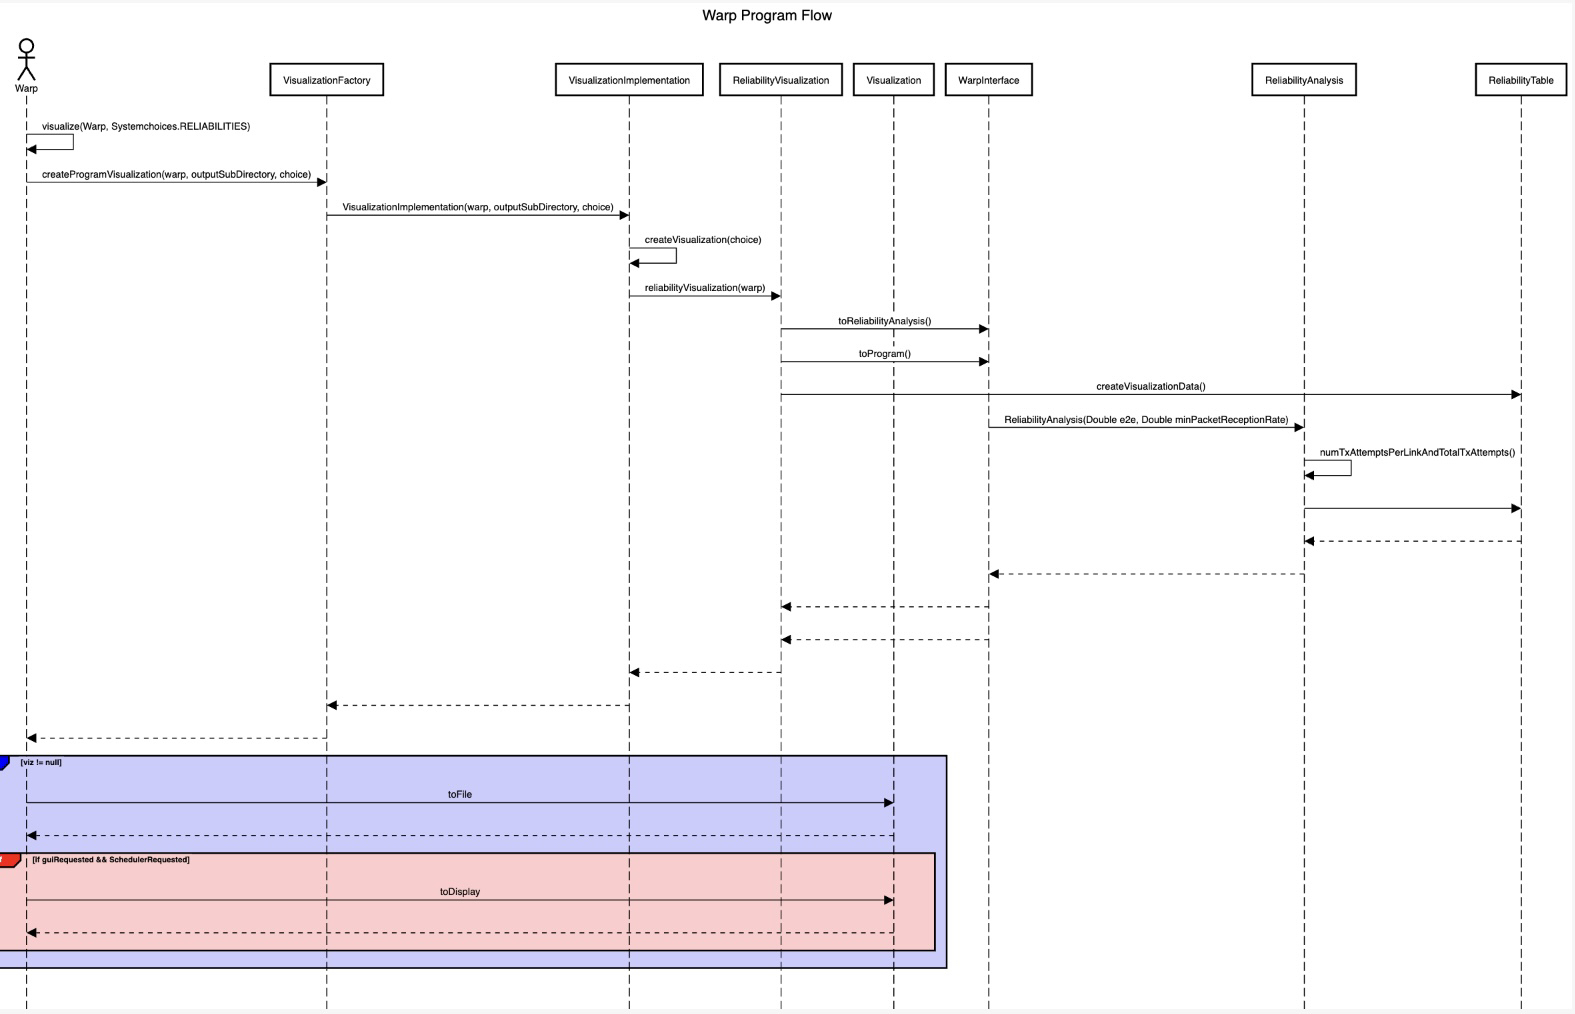 Warp Program Flow
Warp
VisualizationFactory
VisualizationImplementation
ReliabilityVisualization
Visualization
WarpInterface
ReliabilityAnalysis
ReliabilityTable
visualize(Warp, Systemchoices.RELIABILITIES)
createProgramVisualization(warp, outputSubDirectory, choice)
VisualizationImplementation(warp, outputSubDirectory, choice)
createVisualization(choice)
reliabilityVisualization(warp)
toReliabilityAnalysis()
toProgram()
createVisualizationData()
ReliabilityAnalysis(Double e2e, Double minPacketReceptionRate)
numTxAttemptsPerLinkAndTotalTxAttempts()
[viz != null]
toFile
[If guiRequested && SchedulerRequested]
toDisplay